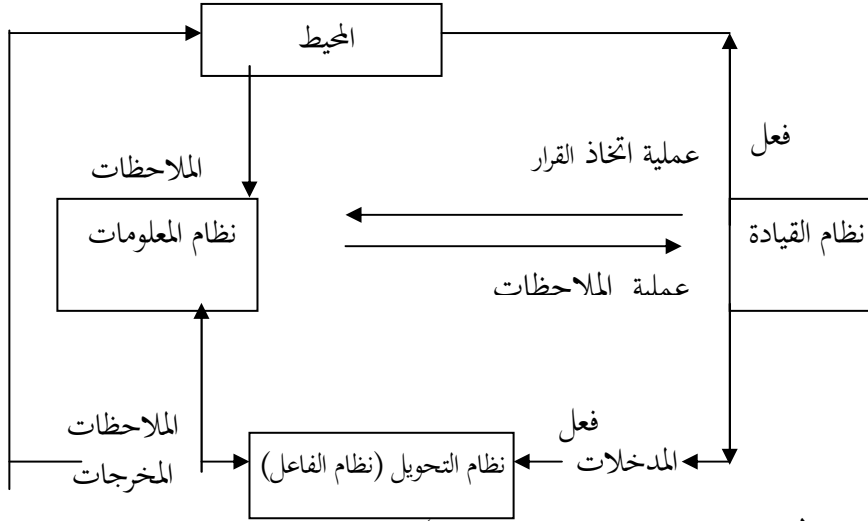 المحيط
فعل
عملية اتخاذ القرار
الملاحظات
نظام القيادة
نظام المعلومات
عملية الملاحظات
فعل
الملاحظات
المدخلات
نظام التحويل (نظام الفاعل)
المخرجات